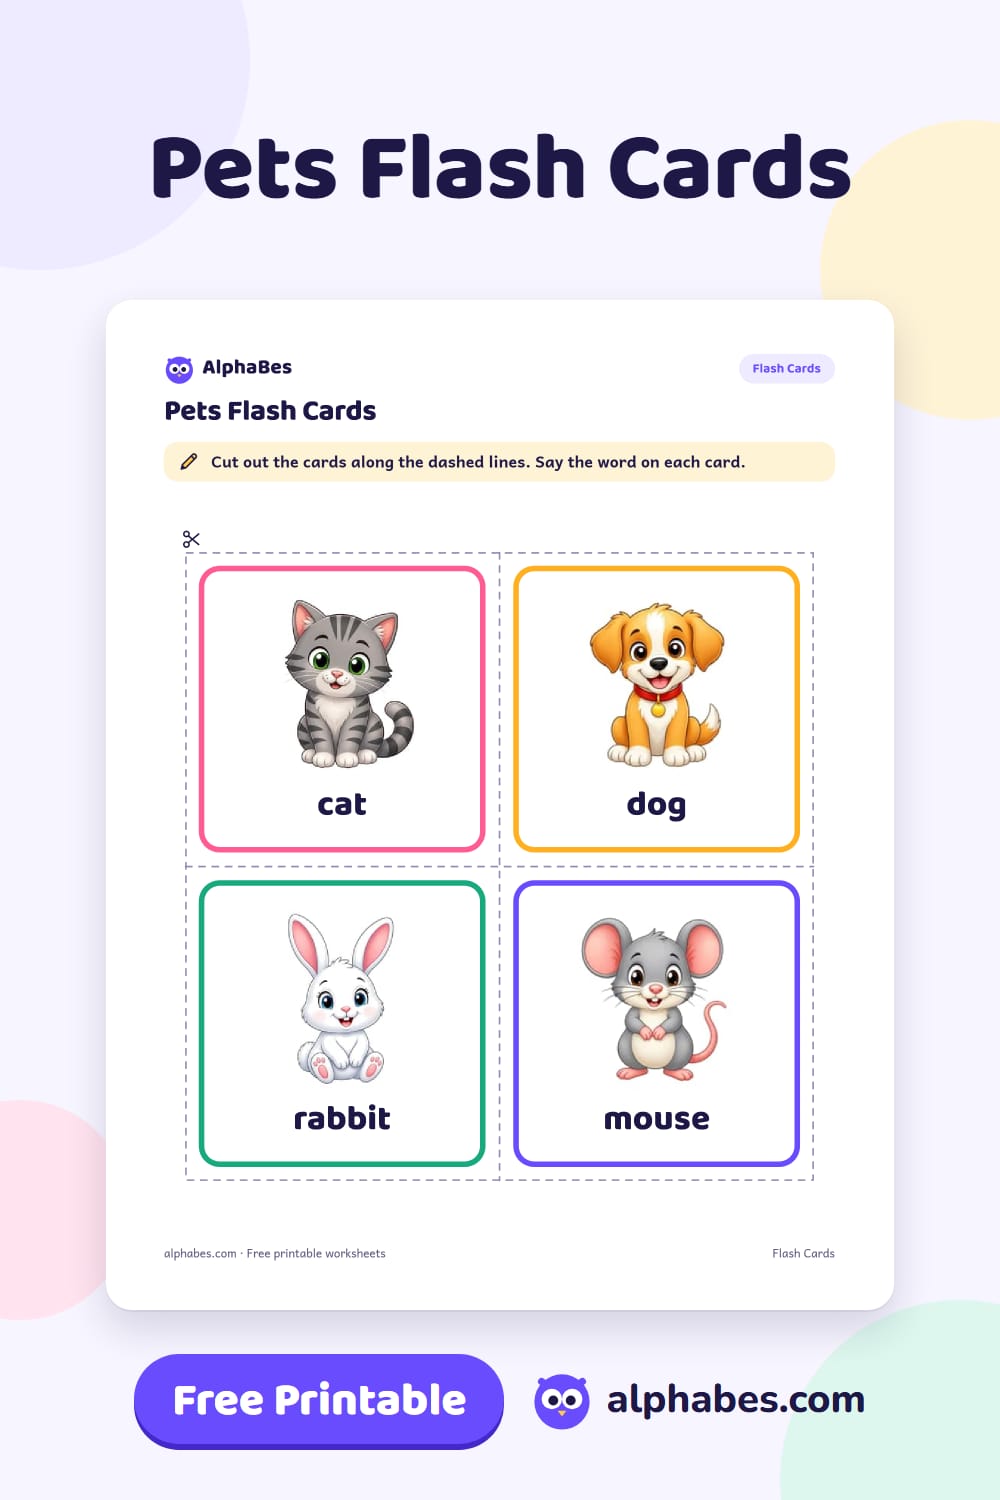 Pets Flash Cards
AlphaBes
Flash Cards
Pets Flash Cards
Cut out the cards along the dashed lines. Say the word on each card.
cat
dog
rabbit
mouse
alphabes.com · Free printable worksheets
Flash Cards
Free Printable
alphabes.com